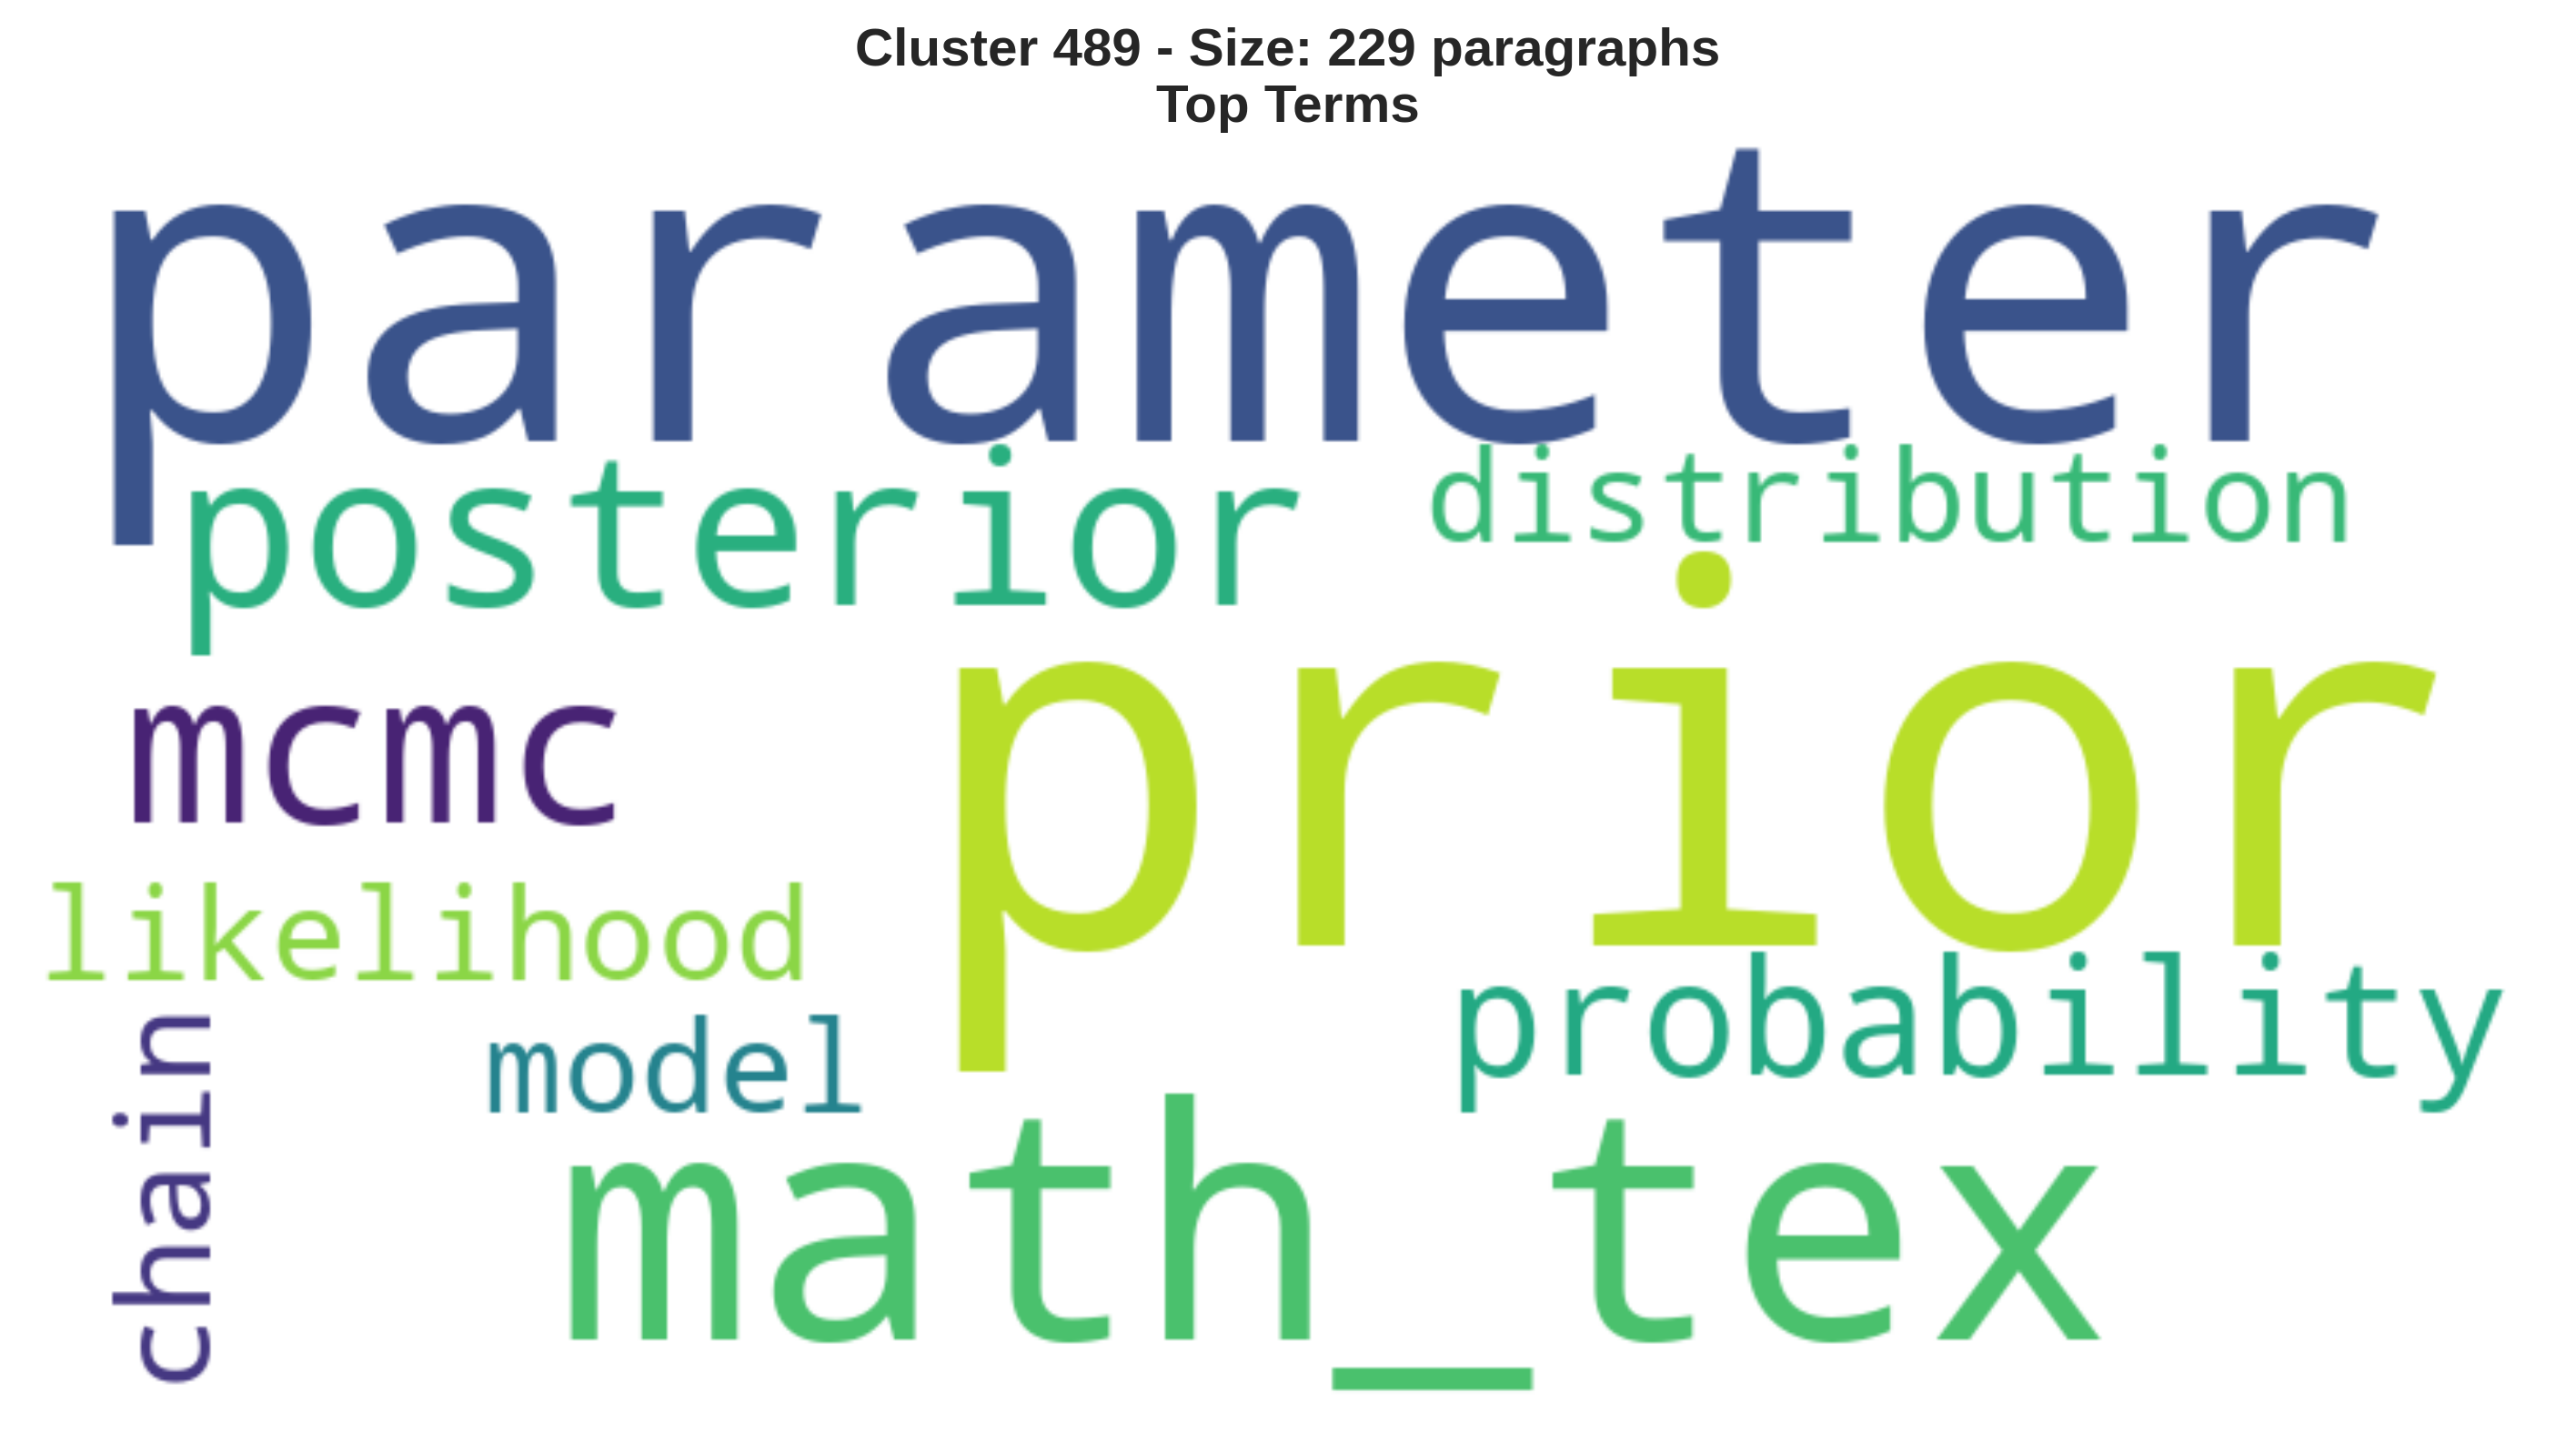 Cluster 489 - Size: 229 paragraphs
Top Terms
parameter
posterior
distribution
mcmc
prior
likelihood
probability
chain
model
math_tex